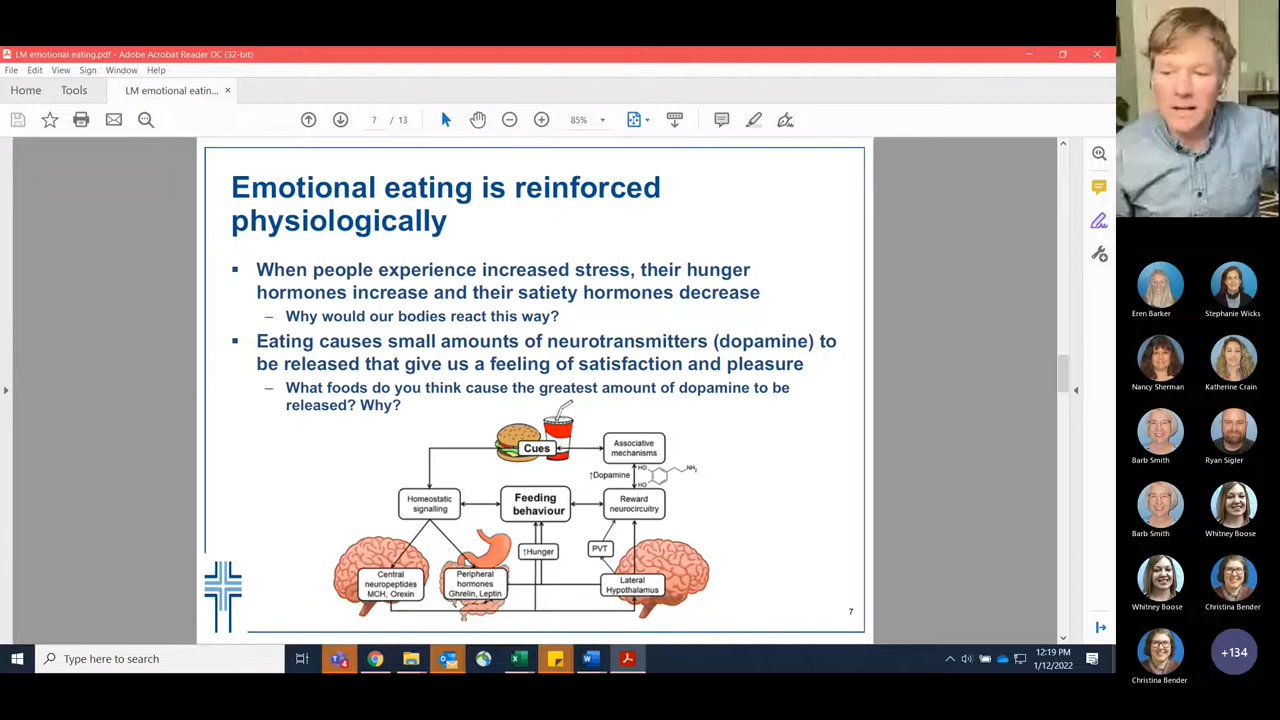 LM emotional eating.pdf - Adobe Acrobat Reader DC (32-bit)
File Edit View Sign Window Help
Home Tools LM emotional eatin... ×
7 / 13 85%
Emotional eating is reinforced
physiologically
When people experience increased stress, their hunger
hormones increase and their satiety hormones decrease
– Why would our bodies react this way?
Eating causes small amounts of neurotransmitters (dopamine) to
be released that give us a feeling of satisfaction and pleasure
– What foods do you think cause the greatest amount of dopamine to be
released? Why?
Cues
Associative
mechanisms
↑Dopamine
HO
HO
NH₂
Homeostatic
signalling
Feeding
behaviour
Reward
neurocircuitry
↑Hunger
PVT
Central
neuropeptides
MCH, Orexin
Peripheral
hormones
Ghrelin, Leptin
Lateral
Hypothalamus
7
Eren Barker
Stephanie Wicks
Nancy Sherman
Katherine Crain
Barb Smith
Ryan Sigler
Barb Smith
Whitney Boose
Whitney Boose
Christina Bender
Christina Bender
+134
Type here to search
12:19 PM
1/12/2022